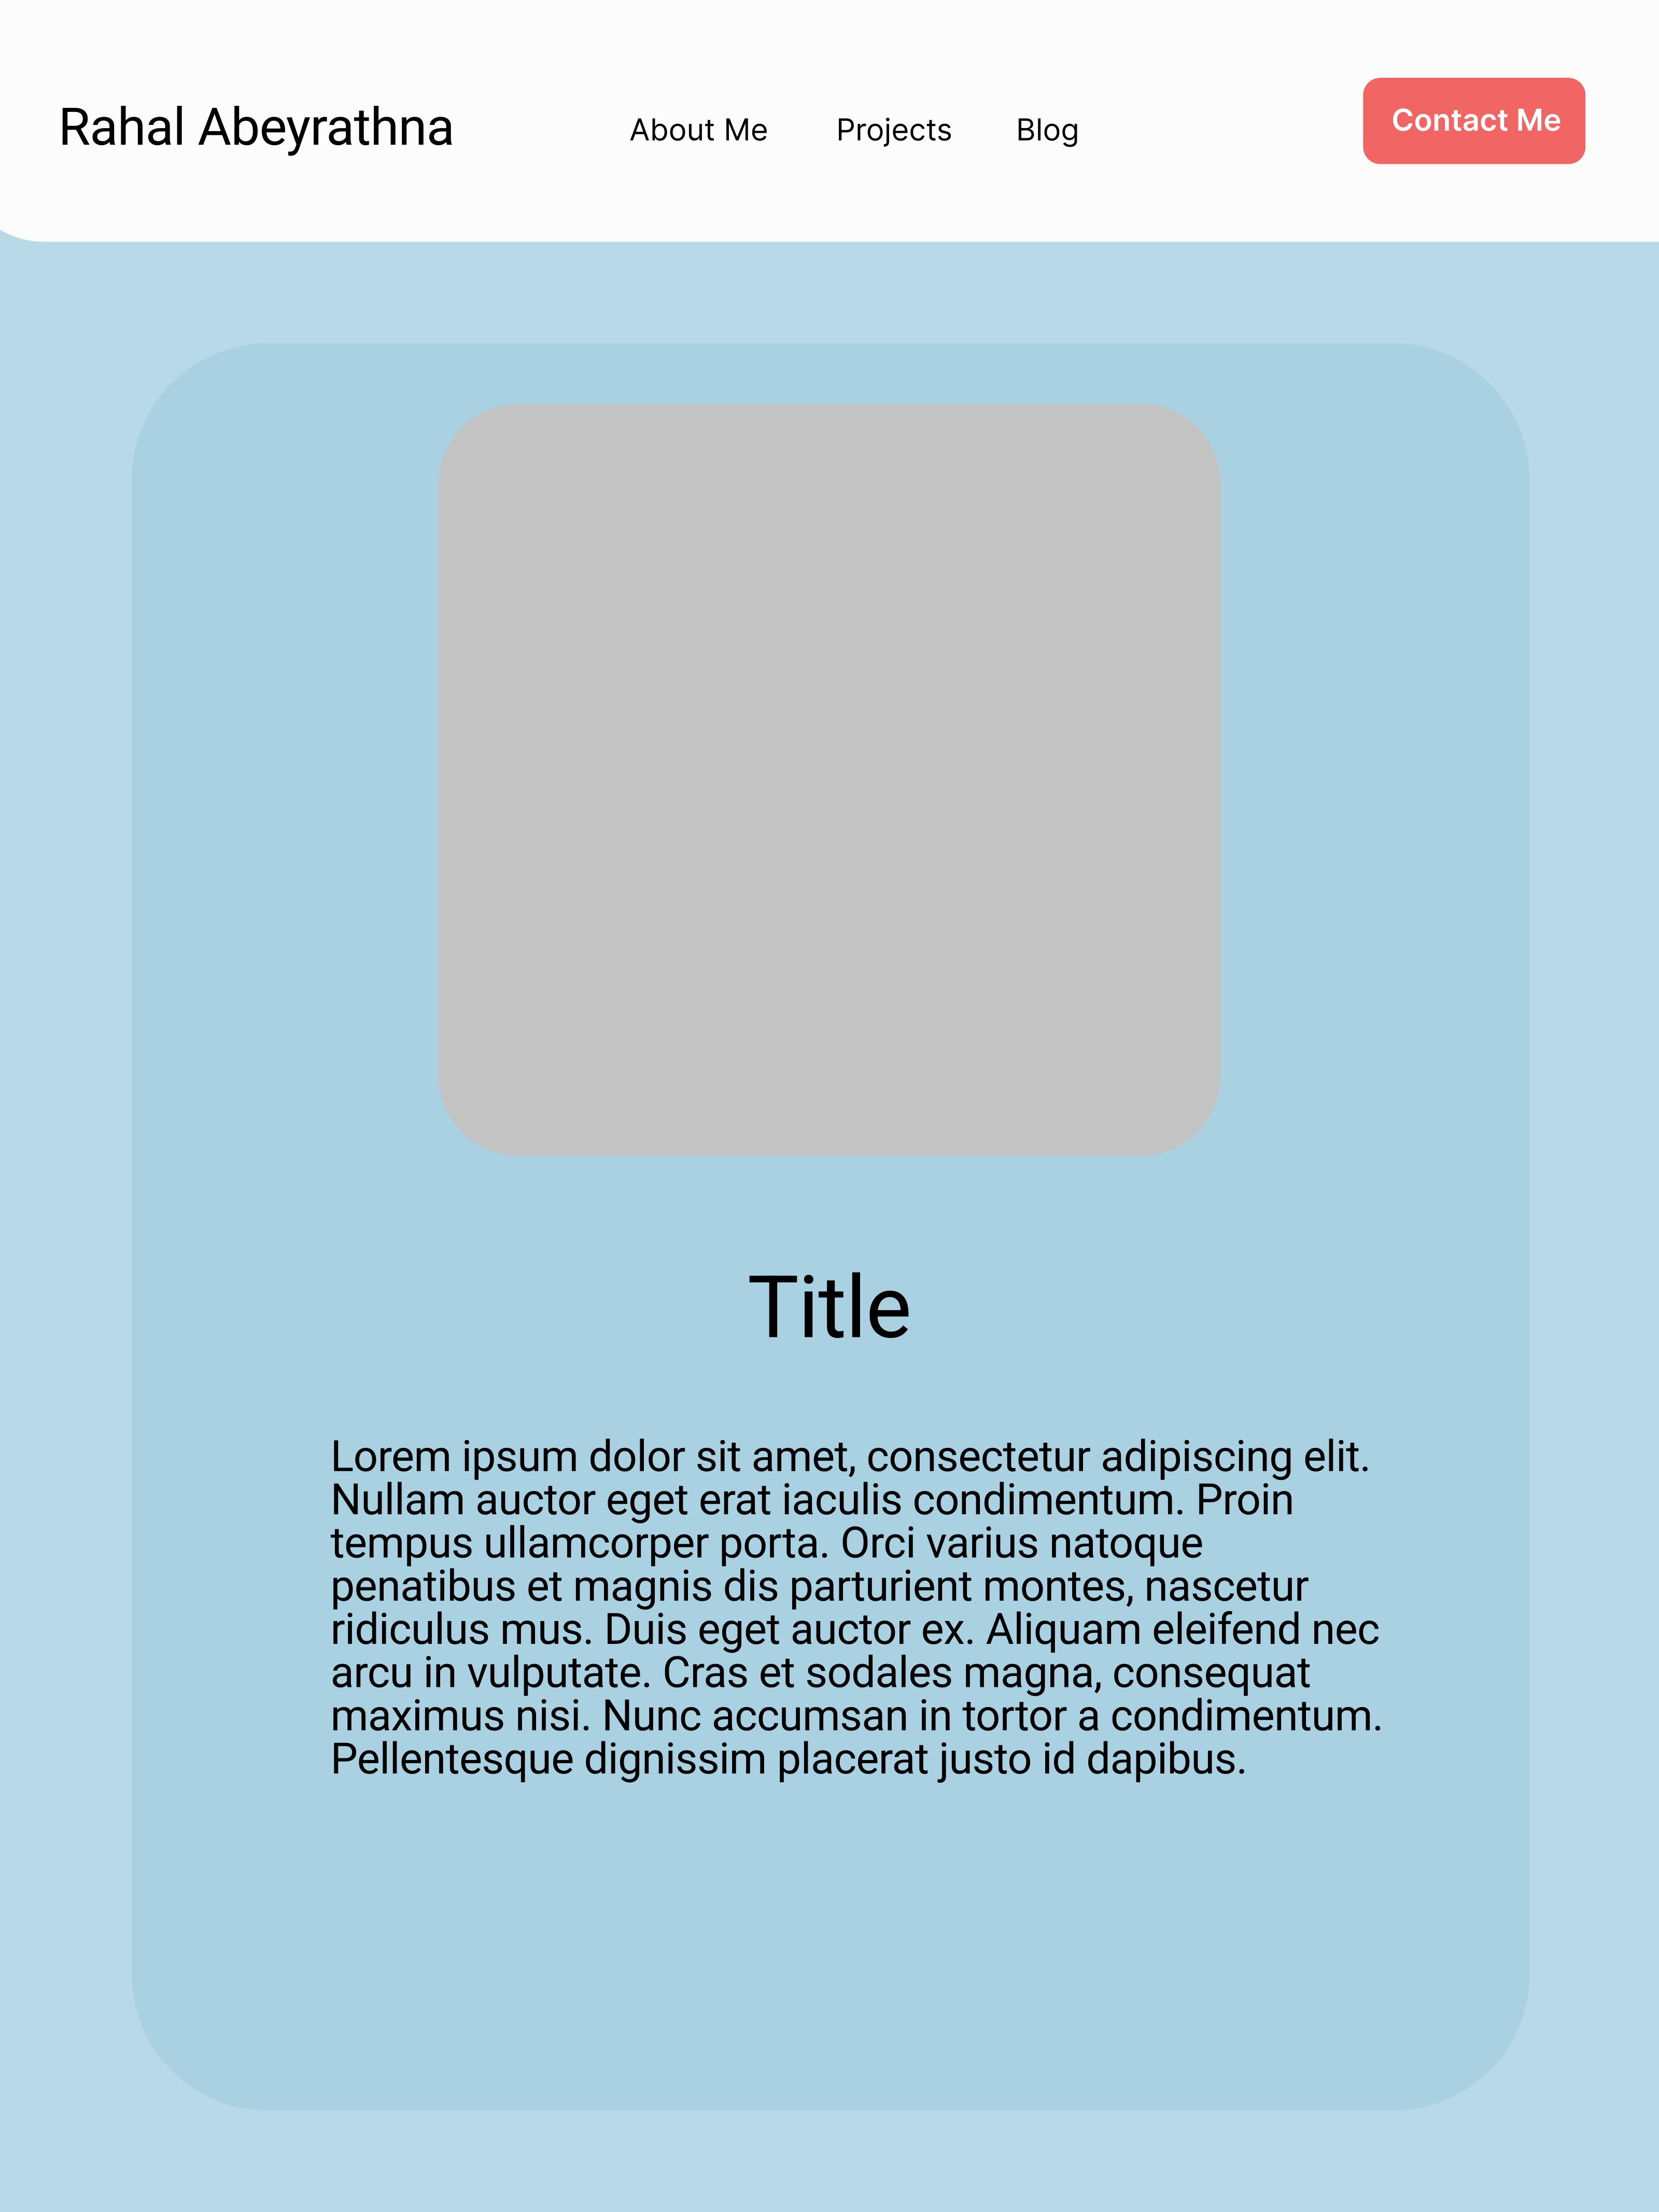 Rahal Abeyrathna
About Me
Projects
Blog
Contact Me
Title
Lorem ipsum dolor sit amet, consectetur adipiscing elit.
Nullam auctor eget erat iaculis condimentum. Proin
tempus ullamcorper porta. Orci varius natoque
penatibus et magnis dis parturient montes, nascetur
ridiculus mus. Duis eget auctor ex. Aliquam eleifend nec
arcu in vulputate. Cras et sodales magna, consequat
maximus nisi. Nunc accumsan in tortor a condimentum.
Pellentesque dignissim placerat justo id dapibus.